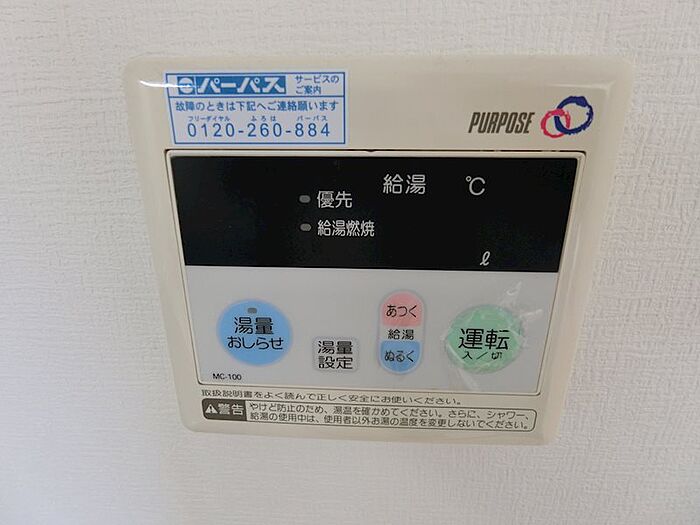 パーパス サービスのご案内
故障のときは下記へご連絡願います
フリーダイヤル ふろは パーパス
0120-260-884
PURPOSE
給湯 ℃
優先
給湯燃焼
ℓ
湯量
おしらせ
湯量
設定
あつく
給湯
ぬるく
運転
入/切
MC-100
取扱説明書をよく読んで正しく安全にお使いください。
警告 やけど防止のため、湯温を確かめてください。さらに、シャワー、
給湯の使用中は、使用者以外お湯の温度を変更しないでください。